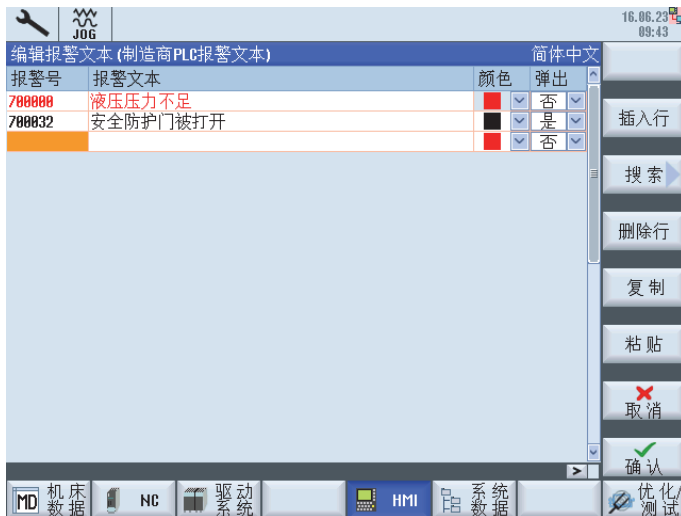 JOG
16.06.23
09:43
编辑报警文本 (制造商PLC报警文本) 简体中文
报警号 报警文本 颜色 弹出
700000 液压压力不足 否
700032 安全防护门被打开 是
否
插入行
搜索
删除行
复制
粘贴
取消
确认
>
MD 机床数据
NC
驱动系统
HMI
系统数据
优化/测试